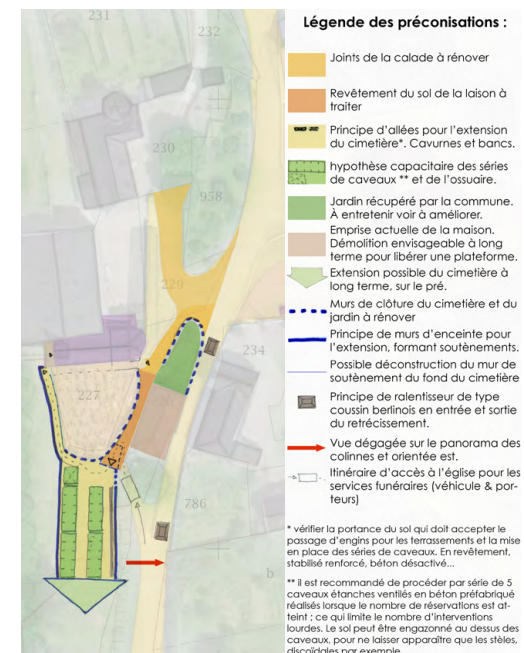 Légende des préconisations :
Joints de la calade à rénover
Revêtement du sol de la laison à
traiter
Principe d'allées pour l'extension
du cimetière*. Cavurnes et bancs.
hypothèse capacitaire des séries
de caveaux ** et de l'ossuaire.
Jardin récupéré par la commune.
À entretenir voir à améliorer.
Emprise actuelle de la maison.
Démolition envisageable à long
terme pour libérer une plateforme.
Extension possible du cimetière à
long terme, sur le pré.
Murs de clôture du cimetière et du
jardin à rénover
Principe de murs d'enceinte pour
l'extension, formant soutènements.
Possible déconstruction du mur de
soutènement du fond du cimetière
Principe de ralentisseur de type
coussin berlinois en entrée et sortie
du retrécissement.
Vue dégagée sur le panorama des
colinnes et orientée est.
Itinéraire d'accès à l'église pour les
services funéraires (véhicule & por-
teurs)
* vérifier la portance du sol qui doit accepter le
passage d'engins pour les terrassements et la mise
en place des séries de caveaux. En revêtement,
stabilisé renforcé, béton désactivé...
** il est recommandé de procéder par série de 5
caveaux étanches ventilés en béton préfabriqué
réalisés lorsque le nombre de réservations est at-
teint ; ce qui limite le nombre d'interventions
lourdes. Le sol peut être engazonné au dessus des
caveaux, pour ne laisser apparaître que les stèles,
discoïdales par exemple.
231
232
230
958
229
234
227
786
b